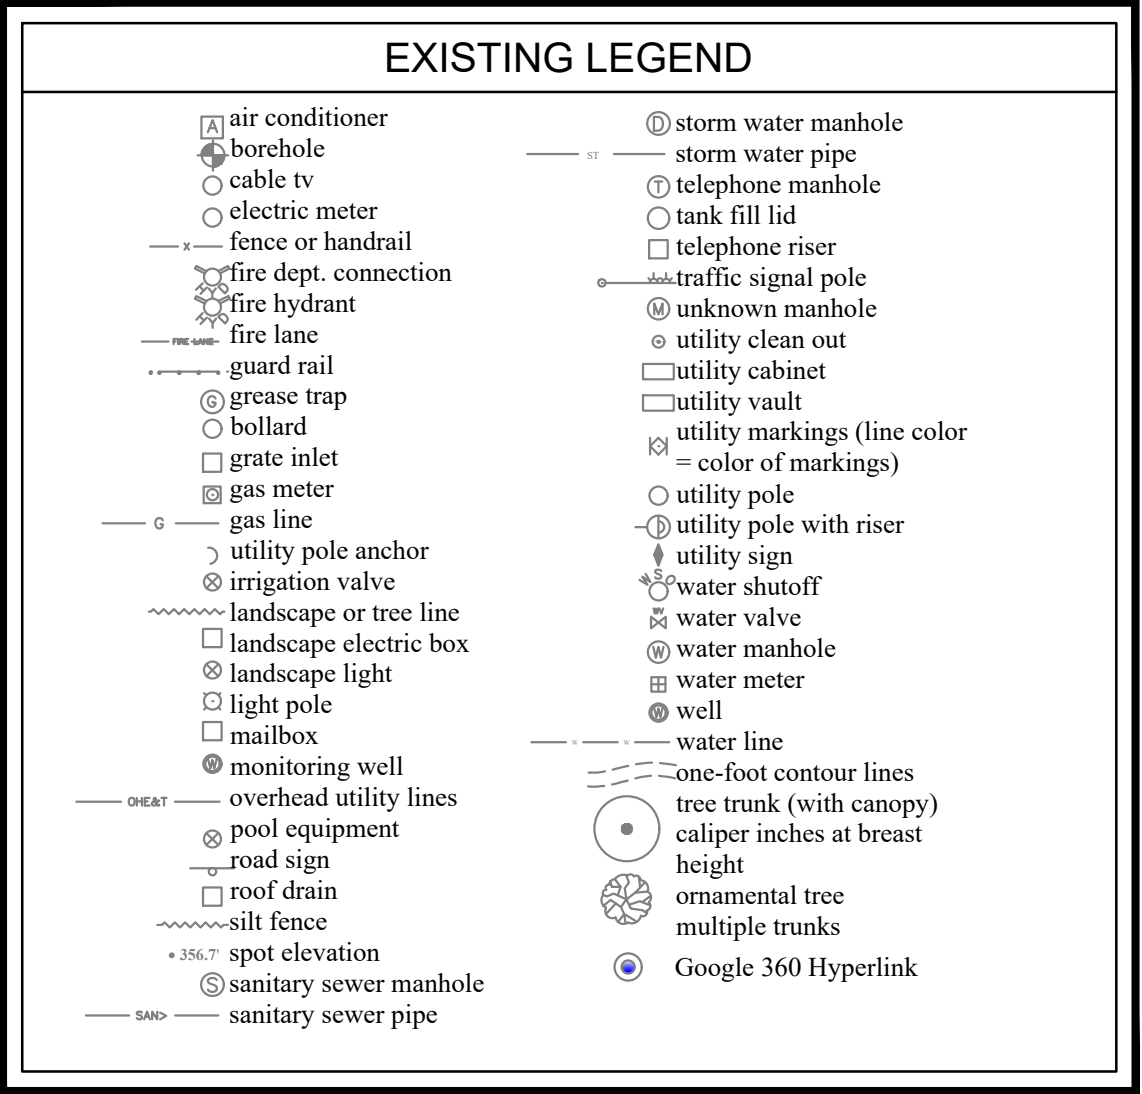 EXISTING LEGEND
A air conditioner
borehole
cable tv
electric meter
x fence or handrail
fire dept. connection
HYD
fire hydrant
HYD
FIRE LANE fire lane
guard rail
G grease trap
bollard
grate inlet
gas meter
G gas line
utility pole anchor
irrigation valve
landscape or tree line
landscape electric box
landscape light
light pole
mailbox
W monitoring well
OHE&T overhead utility lines
pool equipment
road sign
roof drain
silt fence
356.7' spot elevation
S sanitary sewer manhole
SAN> sanitary sewer pipe
D storm water manhole
ST storm water pipe
T telephone manhole
tank fill lid
telephone riser
traffic signal pole
M unknown manhole
utility clean out
utility cabinet
utility vault
utility markings (line color
= color of markings)
utility pole
utility pole with riser
utility sign
WSO water shutoff
WV water valve
W water manhole
water meter
W well
W W water line
one-foot contour lines
tree trunk (with canopy)
caliper inches at breast
height
ornamental tree
multiple trunks
Google 360 Hyperlink